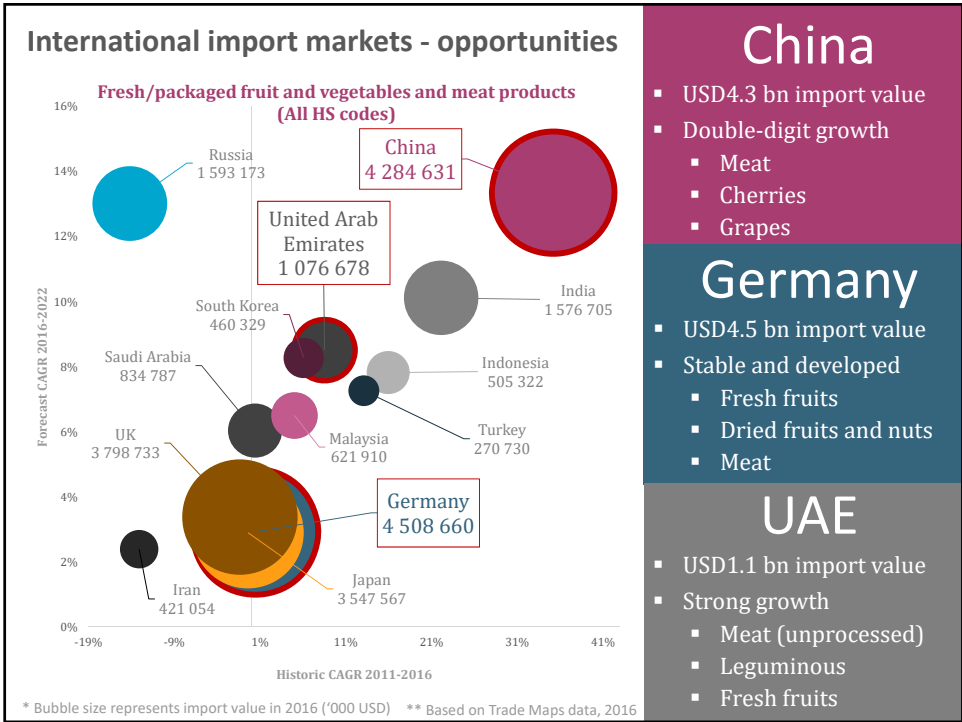 International import markets - opportunities
Fresh/packaged fruit and vegetables and meat products
(All HS codes)
16%
14%
12%
10%
8%
6%
4%
2%
0%
Forecast CAGR 2016-2022
Russia
1 593 173
China
4 284 631
United Arab
Emirates
1 076 678
India
1 576 705
South Korea
460 329
Saudi Arabia
834 787
Indonesia
505 322
UK
3 798 733
Malaysia
621 910
Turkey
270 730
Germany
4 508 660
Iran
421 054
Japan
3 547 567
-19%
-9%
1%
11%
21%
31%
41%
Historic CAGR 2011-2016
* Bubble size represents import value in 2016 (‘000 USD)
** Based on Trade Maps data, 2016
China
▪ USD4.3 bn import value
▪ Double-digit growth
▪ Meat
▪ Cherries
▪ Grapes
Germany
▪ USD4.5 bn import value
▪ Stable and developed
▪ Fresh fruits
▪ Dried fruits and nuts
▪ Meat
UAE
▪ USD1.1 bn import value
▪ Strong growth
▪ Meat (unprocessed)
▪ Leguminous
▪ Fresh fruits